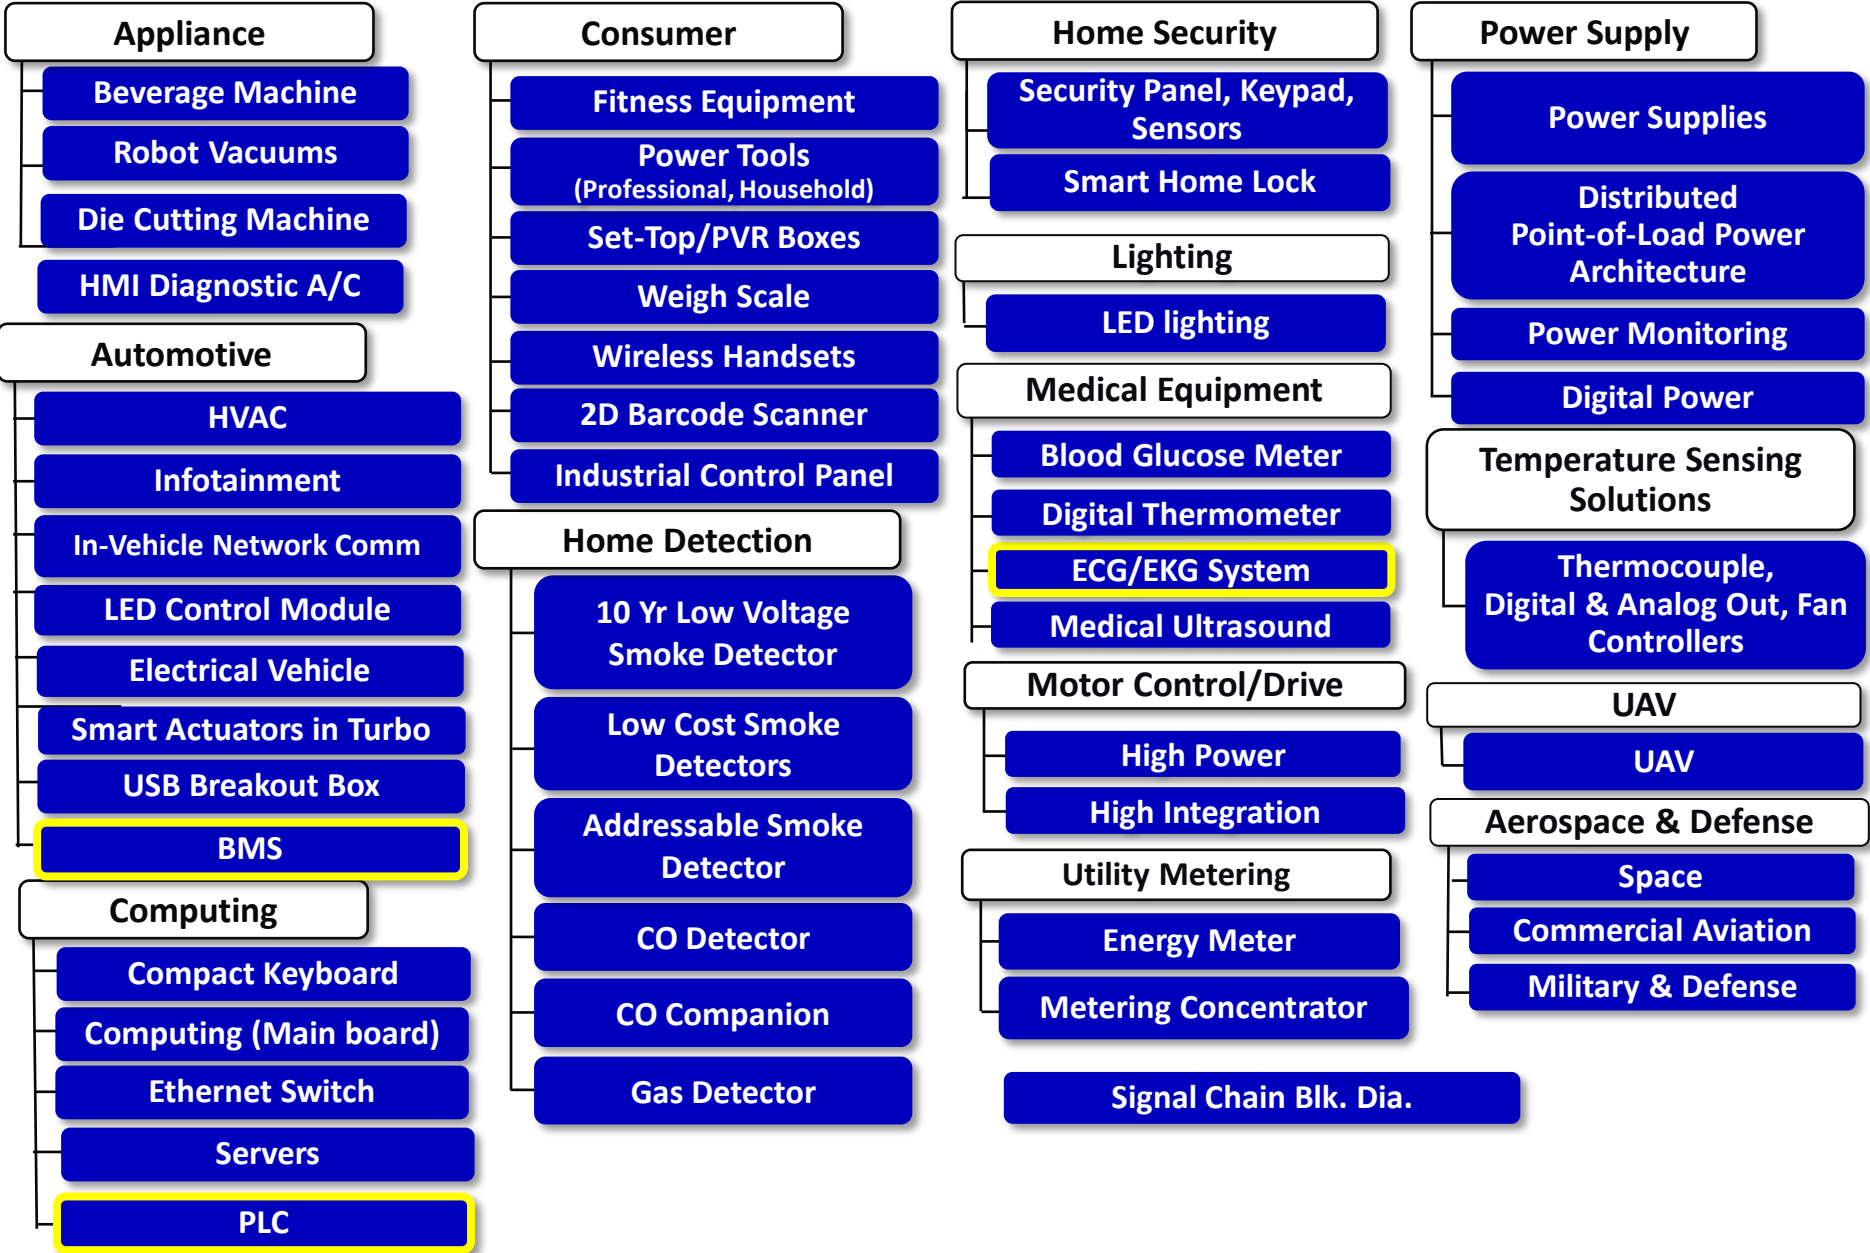 Appliance
Beverage Machine
Robot Vacuums
Die Cutting Machine
HMI Diagnostic A/C
Automotive
HVAC
Infotainment
In-Vehicle Network Comm
LED Control Module
Electrical Vehicle
Smart Actuators in Turbo
USB Breakout Box
BMS
Computing
Compact Keyboard
Computing (Main board)
Ethernet Switch
Servers
PLC
Consumer
Fitness Equipment
Power Tools
(Professional, Household)
Set-Top/PVR Boxes
Weigh Scale
Wireless Handsets
2D Barcode Scanner
Industrial Control Panel
Home Detection
10 Yr Low Voltage
Smoke Detector
Low Cost Smoke
Detectors
Addressable Smoke
Detector
CO Detector
CO Companion
Gas Detector
Home Security
Security Panel, Keypad,
Sensors
Smart Home Lock
Lighting
LED lighting
Medical Equipment
Blood Glucose Meter
Digital Thermometer
ECG/EKG System
Medical Ultrasound
Motor Control/Drive
High Power
High Integration
Utility Metering
Energy Meter
Metering Concentrator
Signal Chain Blk. Dia.
Power Supply
Power Supplies
Distributed
Point-of-Load Power
Architecture
Power Monitoring
Digital Power
Temperature Sensing
Solutions
Thermocouple,
Digital & Analog Out, Fan
Controllers
UAV
UAV
Aerospace & Defense
Space
Commercial Aviation
Military & Defense